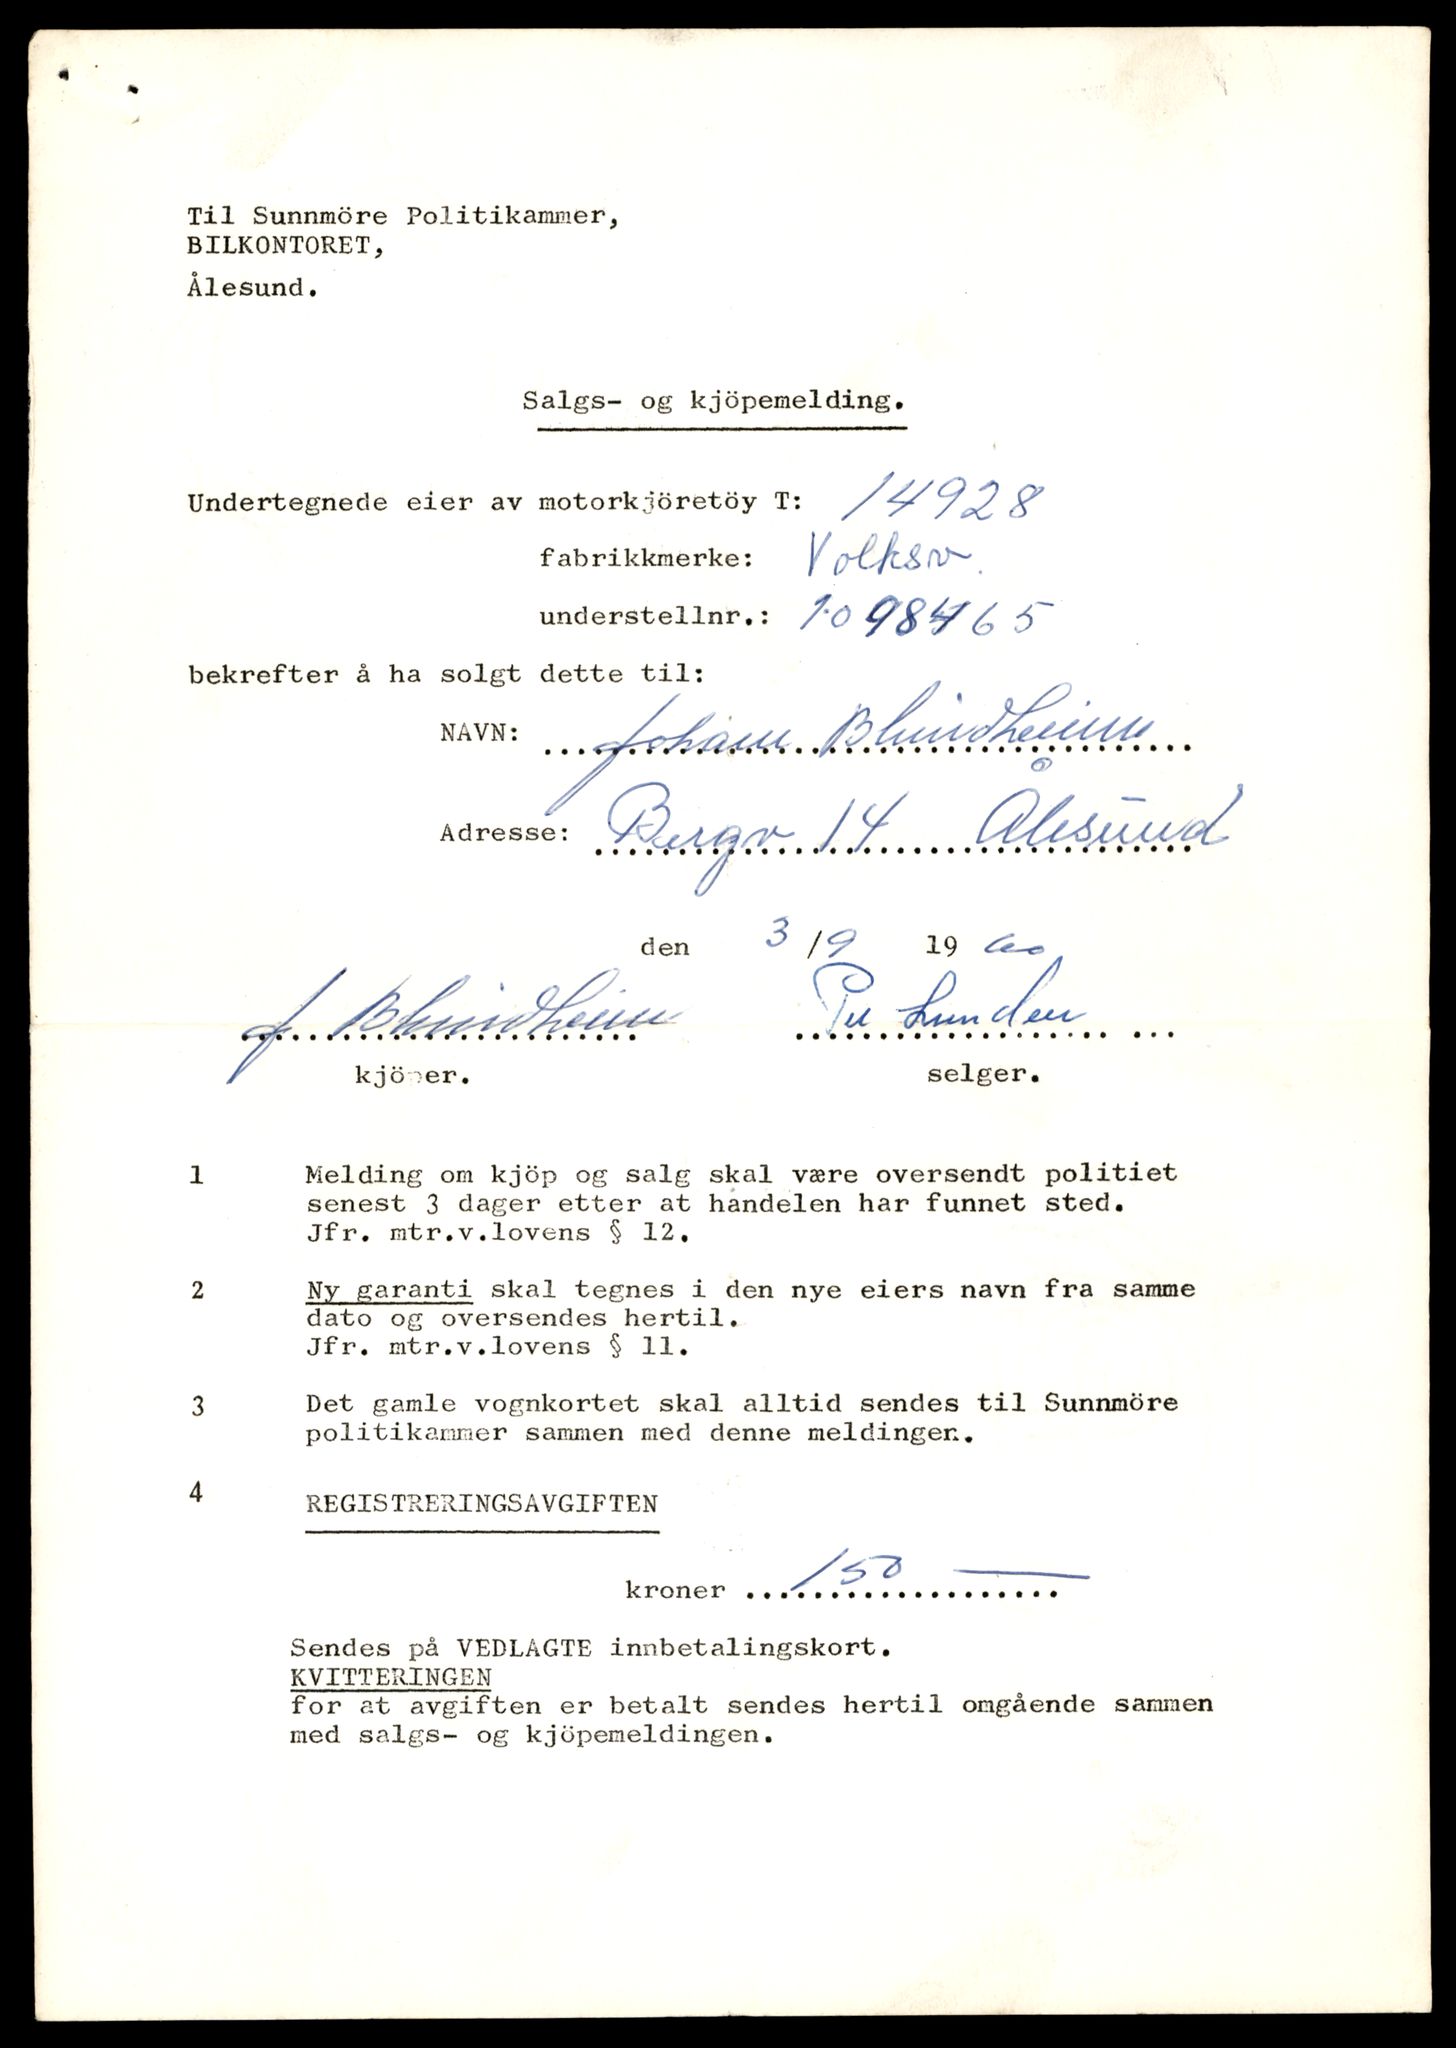 Til Sunnmöre Politikammer,
BILKONTORET,
Ålesund.
Salgs- og kjöpemelding.
Undertegnede eier av motorkjöretöy T: 14928
fabrikkmerke: Volksv.
understellnr.: 1098465
bekrefter å ha solgt dette til:
NAVN: Johan Blindheim
Adresse: Bergv 14 Ålesund
den 3/9 1960
J Blindheim Per Lunden
kjöper. selger.
1 Melding om kjöp og salg skal være oversendt politiet
senest 3 dager etter at handelen har funnet sted.
Jfr. mtr.v.lovens § 12.
2 Ny garanti skal tegnes i den nye eiers navn fra samme
dato og oversendes hertil.
Jfr. mtr.v.lovens § 11.
3 Det gamle vognkortet skal alltid sendes til Sunnmöre
politikammer sammen med denne meldingen.
4 REGISTRERINGSAVGIFTEN
kroner 150 —
Sendes på VEDLAGTE innbetalingskort.
KVITTERINGEN
for at avgiften er betalt sendes hertil omgående sammen
med salgs- og kjöpemeldingen.